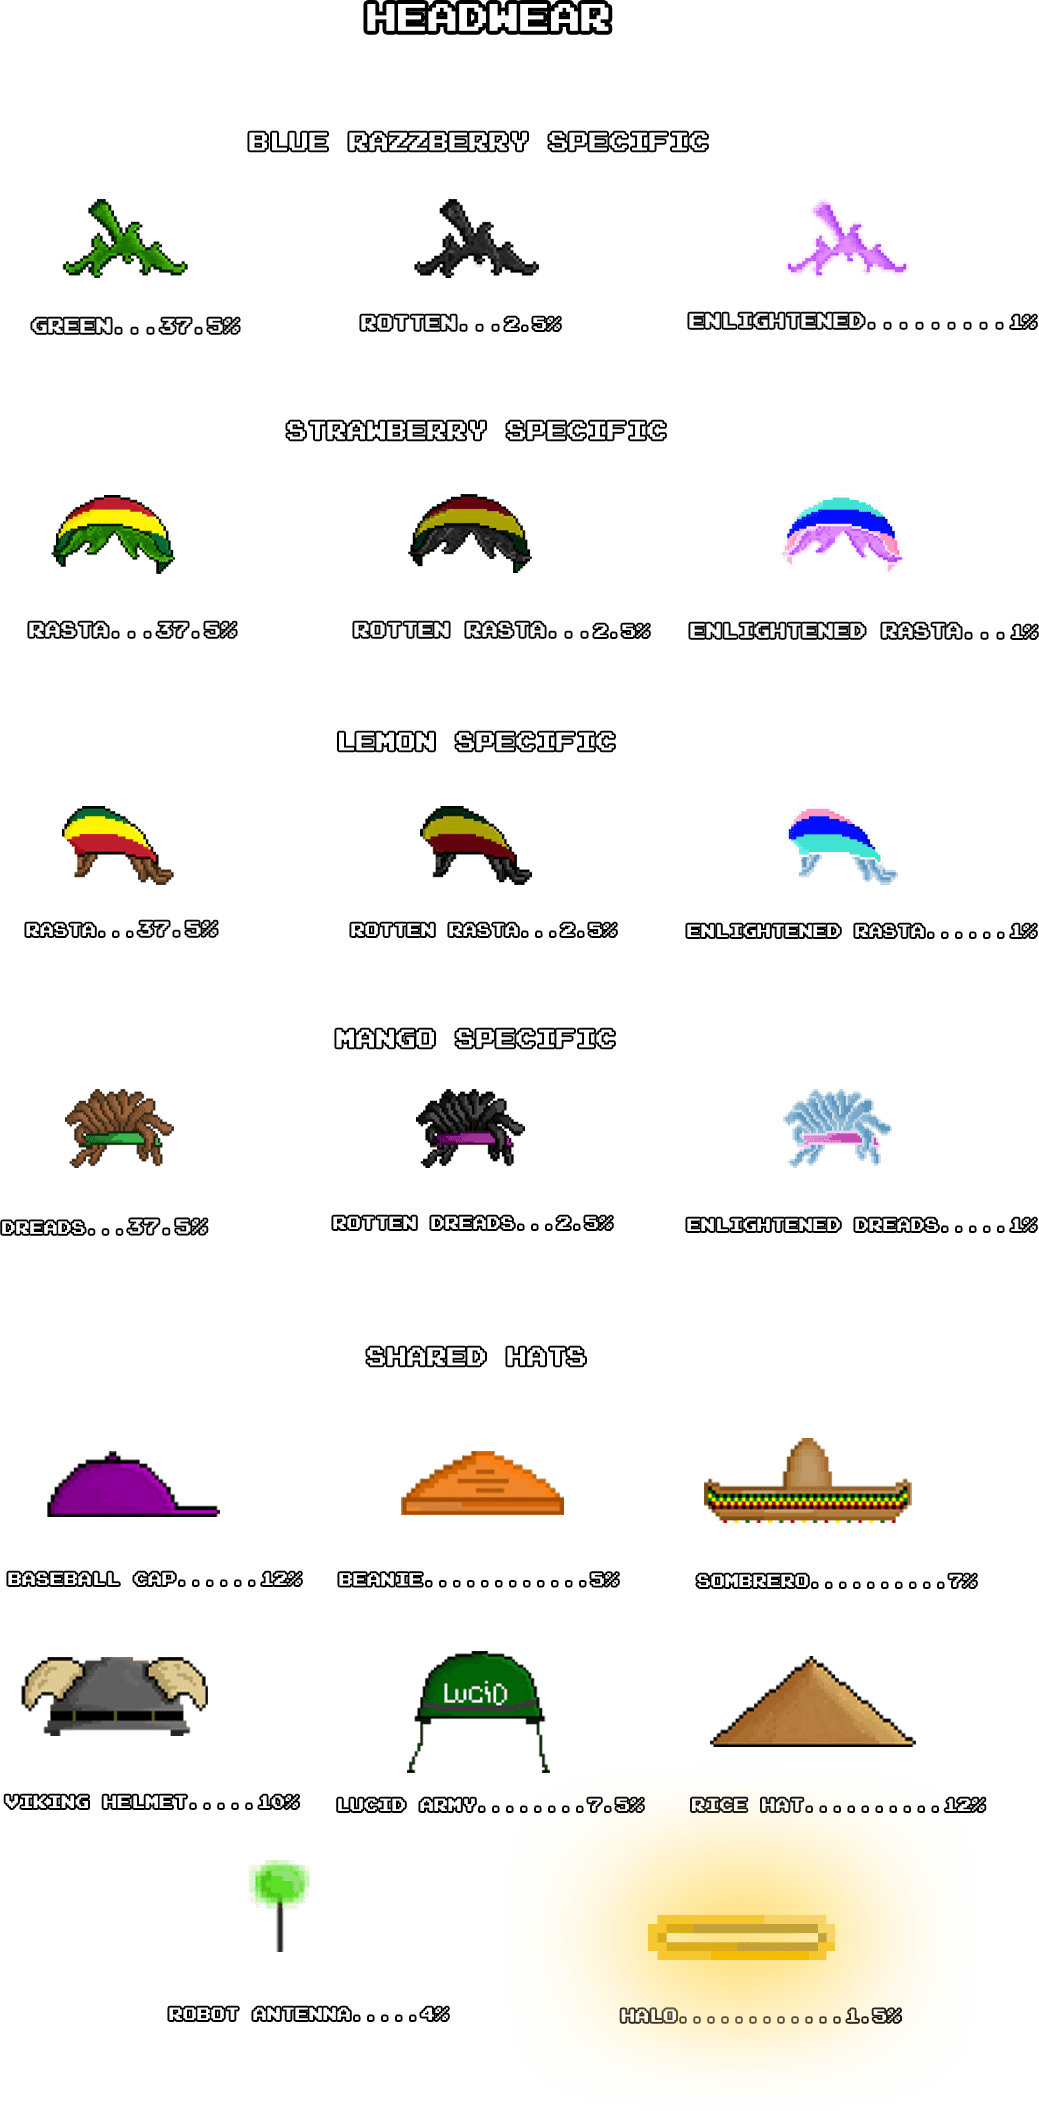 HEADWEAR
BLUE RAZZBERRY SPECIFIC
GREEN...37.5%
ROTTEN...2.5%
ENLIGHTENED.........1%
STRAWBERRY SPECIFIC
RASTA...37.5%
ROTTEN RASTA...2.5%
ENLIGHTENED RASTA...1%
LEMON SPECIFIC
RASTA...37.5%
ROTTEN RASTA...2.5%
ENLIGHTENED RASTA......1%
MANGO SPECIFIC
DREADS...37.5%
ROTTEN DREADS...2.5%
ENLIGHTENED DREADS.....1%
SHARED HATS
BASEBALL CAP......12%
BEANIE............5%
SOMBRERO..........7%
LUCID
VIKING HELMET.....10%
LUCID ARMY........7.5%
RICE HAT..........12%
ROBOT ANTENNA.....4%
HALO............1.5%